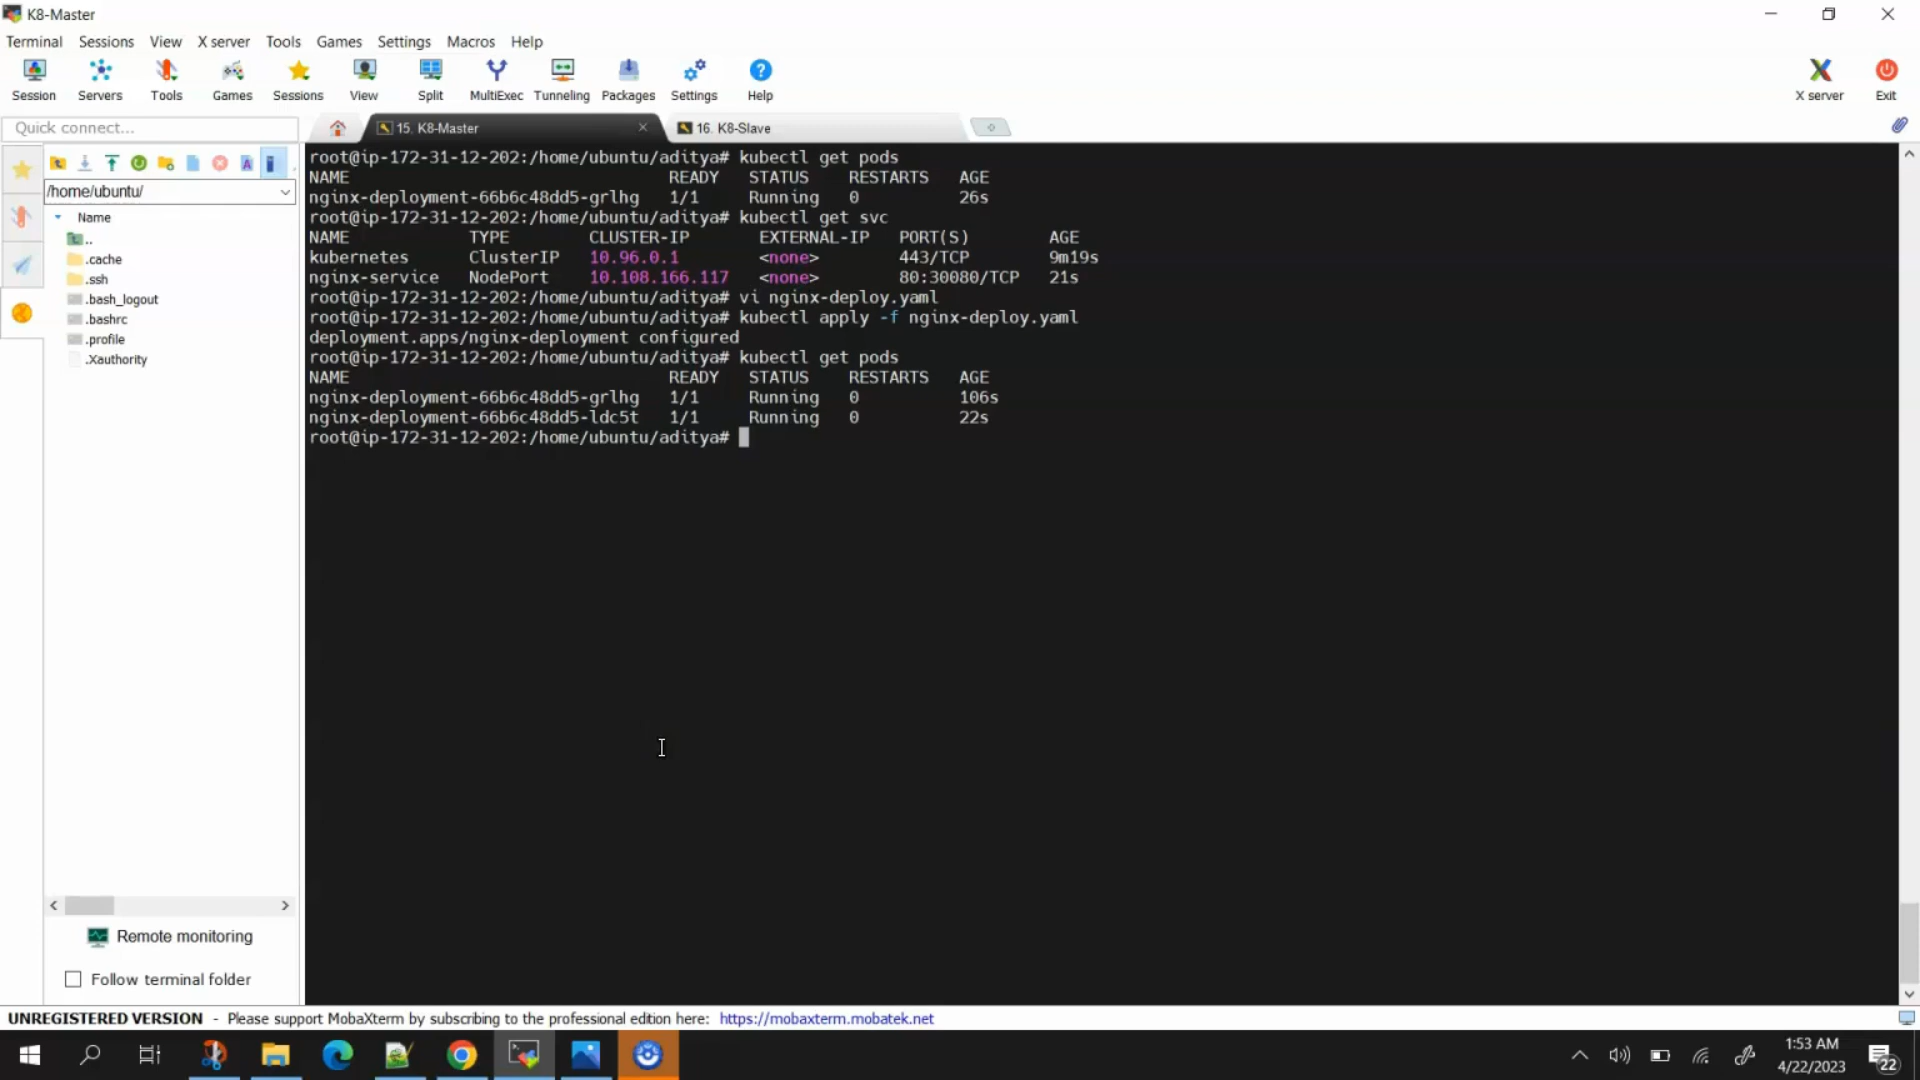 K8-Master
Terminal Sessions View X server Tools Games Settings Macros Help
Session Servers Tools Games Sessions View Split MultiExec Tunneling Packages Settings Help X server Exit
Quick connect...
15. K8-Master
16. K8-Slave
/home/ubuntu/
Name
..
.cache
.ssh
.bash_logout
.bashrc
.profile
.Xauthority
root@ip-172-31-12-202:/home/ubuntu/aditya# kubectl get pods
NAME READY STATUS RESTARTS AGE
nginx-deployment-66b6c48dd5-grlhg 1/1 Running 0 26s
root@ip-172-31-12-202:/home/ubuntu/aditya# kubectl get svc
NAME TYPE CLUSTER-IP EXTERNAL-IP PORT(S) AGE
kubernetes ClusterIP 10.96.0.1 <none> 443/TCP 9m19s
nginx-service NodePort 10.108.166.117 <none> 80:30080/TCP 21s
root@ip-172-31-12-202:/home/ubuntu/aditya# vi nginx-deploy.yaml
root@ip-172-31-12-202:/home/ubuntu/aditya# kubectl apply -f nginx-deploy.yaml
deployment.apps/nginx-deployment configured
root@ip-172-31-12-202:/home/ubuntu/aditya# kubectl get pods
NAME READY STATUS RESTARTS AGE
nginx-deployment-66b6c48dd5-grlhg 1/1 Running 0 106s
nginx-deployment-66b6c48dd5-ldc5t 1/1 Running 0 22s
root@ip-172-31-12-202:/home/ubuntu/aditya#
Remote monitoring
Follow terminal folder
UNREGISTERED VERSION - Please support MobaXterm by subscribing to the professional edition here: https://mobaxterm.mobatek.net
1:53 AM
4/22/2023
22